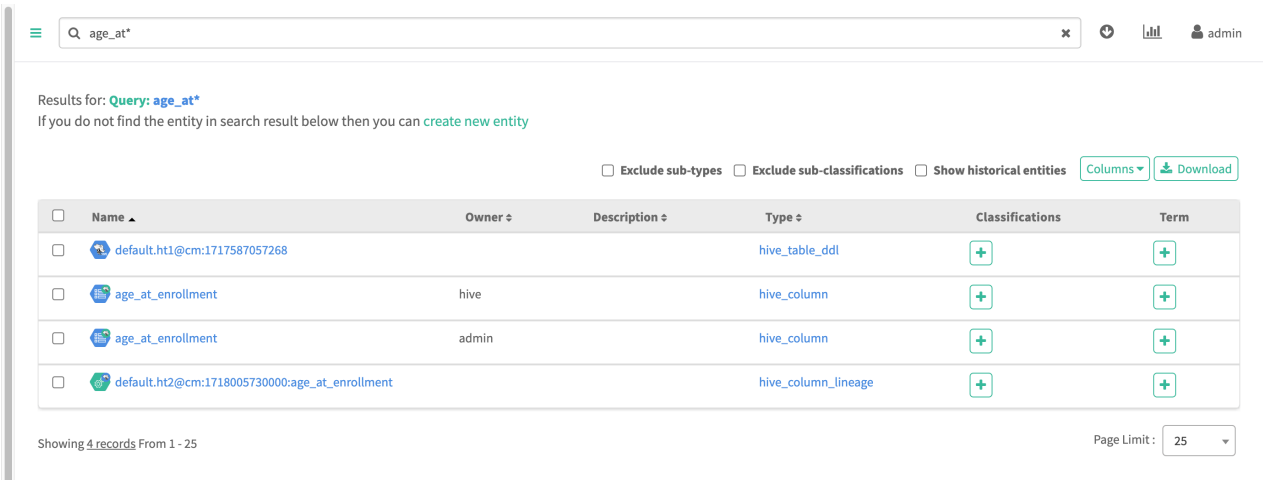 age_at*
admin
Results for: Query: age_at*
If you do not find the entity in search result below then you can create new entity
Exclude sub-types Exclude sub-classifications Show historical entities Columns Download
Name Owner Description Type Classifications Term
default.ht1@cm:1717587057268 hive_table_ddl
age_at_enrollment hive hive_column
age_at_enrollment admin hive_column
default.ht2@cm:1718005730000:age_at_enrollment hive_column_lineage
Showing 4 records From 1 - 25
Page Limit : 25